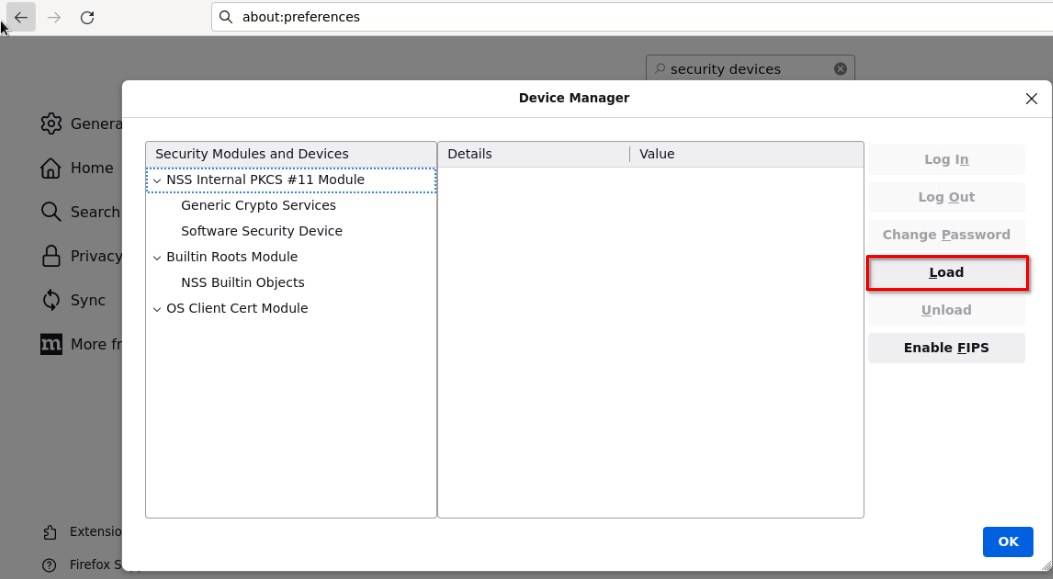 about:preferences
security devices
Device Manager
General
Home
Search
Privacy
Sync
More fr
Extensio
Firefox S
Security Modules and Devices
NSS Internal PKCS #11 Module
Generic Crypto Services
Software Security Device
Builtin Roots Module
NSS Builtin Objects
OS Client Cert Module
Details
Value
Log In
Log Out
Change Password
Load
Unload
Enable FIPS
OK